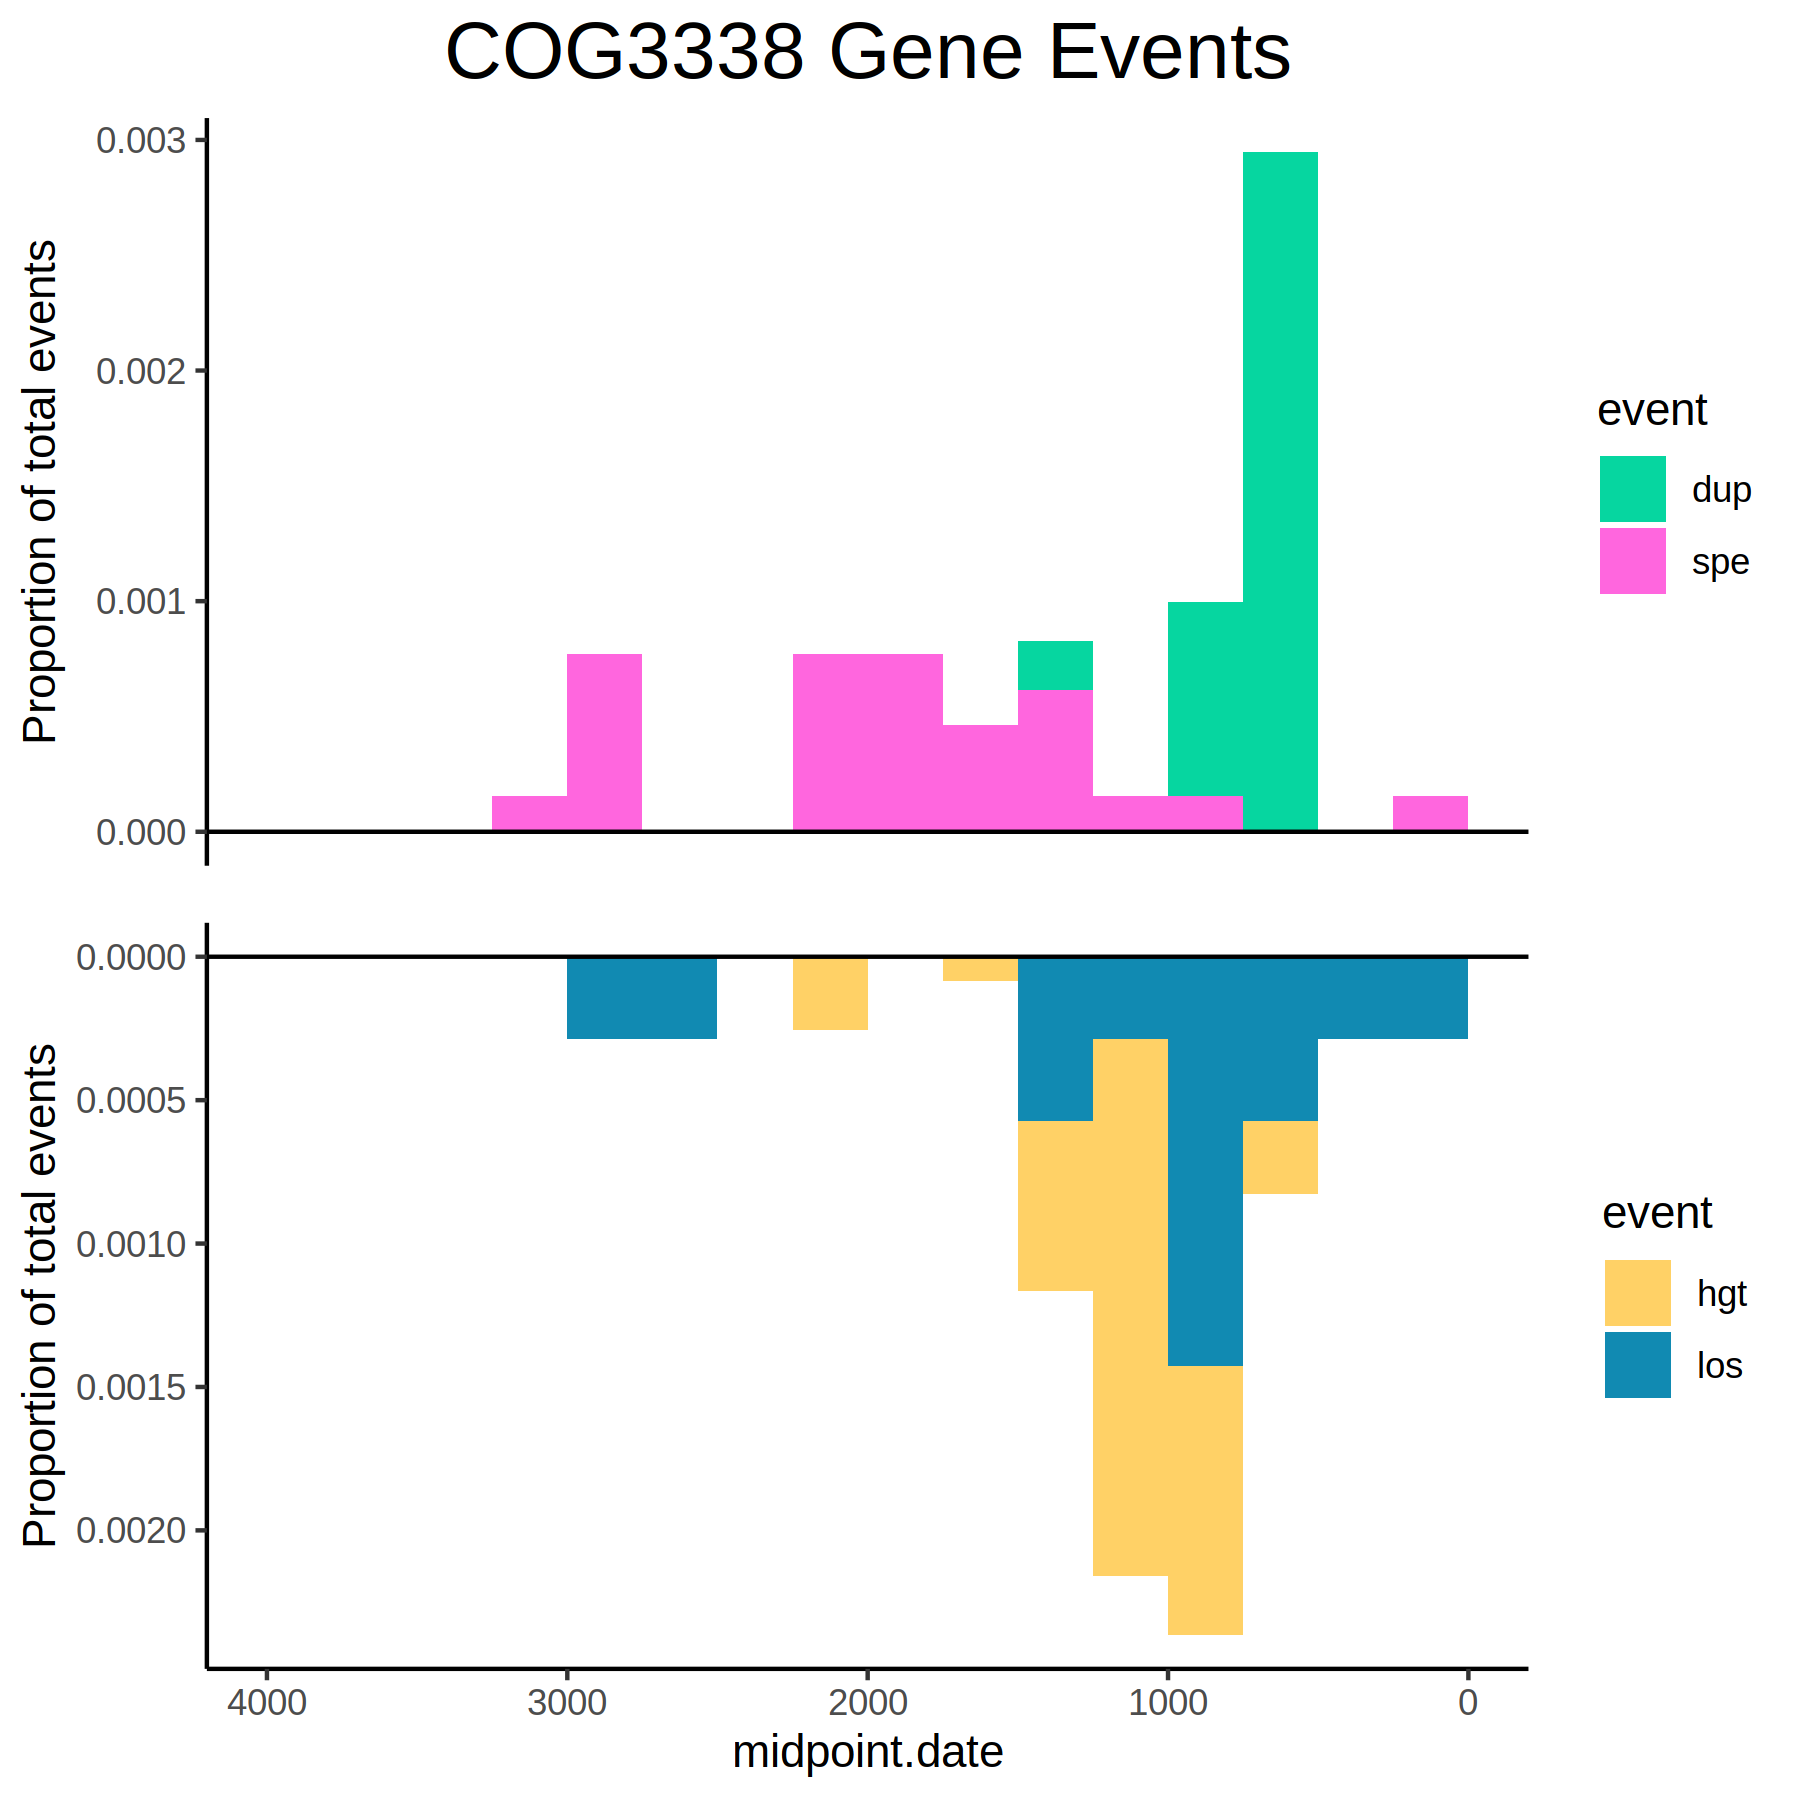 COG3338 Gene Events
Proportion of total events
0.003
0.002
0.001
0.000
event
dup
spe
Proportion of total events
0.0000
0.0005
0.0010
0.0015
0.0020
event
hgt
los
4000 3000 2000 1000 0
midpoint.date